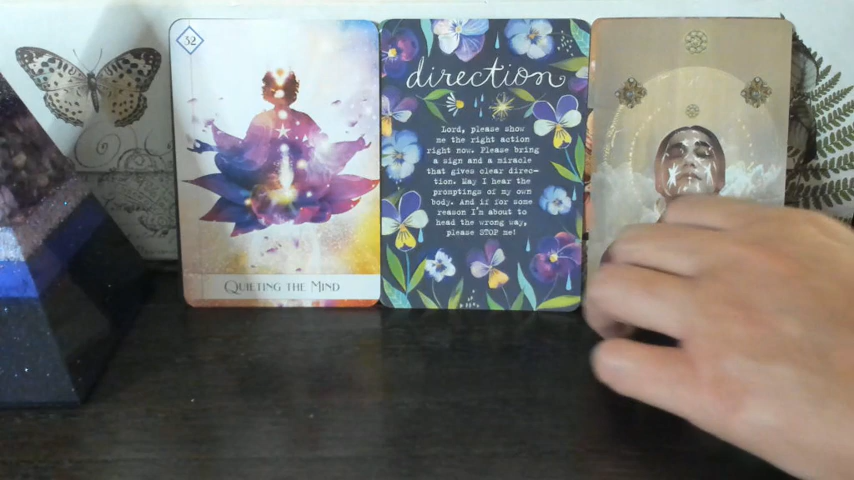 32
QUIETING THE MIND
direction
Lord, please show
me the right action
right now. Please bring
a sign and a miracle
that gives clear direc-
tion. May I hear the
promptings of my own
body. And if for some
reason I'm about to
head the wrong way,
please STOP me!